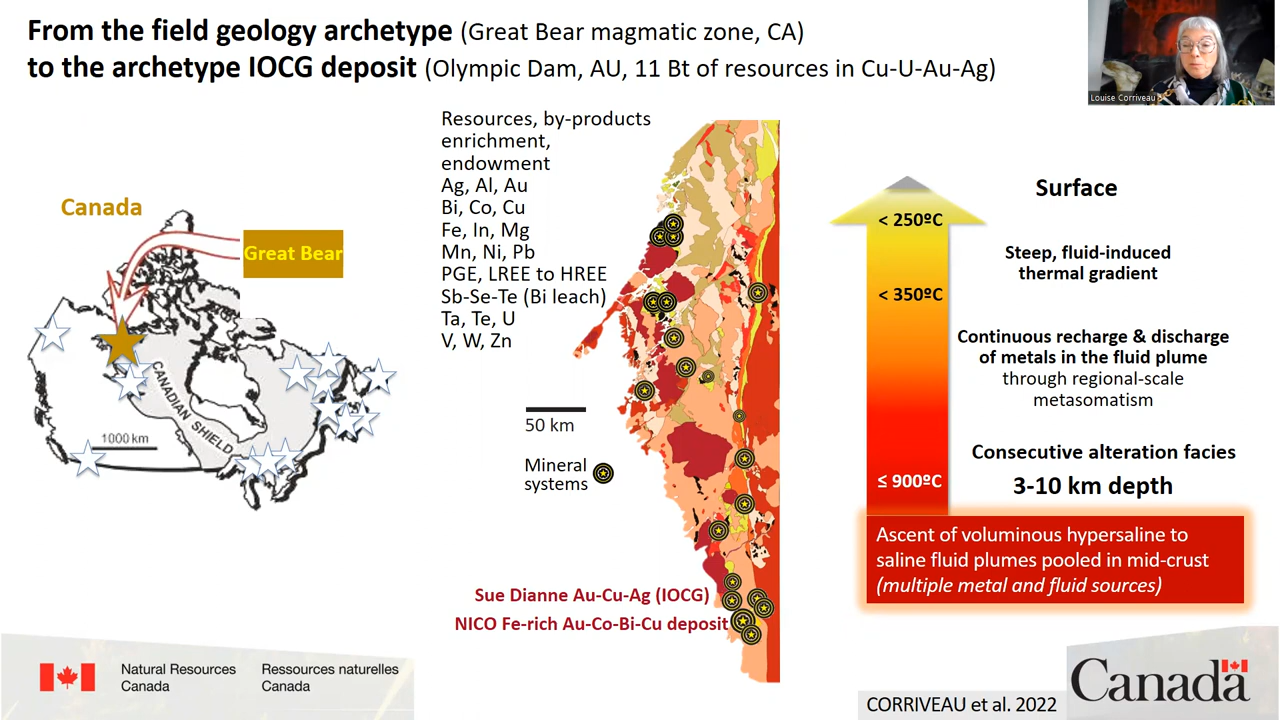 From the field geology archetype (Great Bear magmatic zone, CA)
to the archetype IOCG deposit (Olympic Dam, AU, 11 Bt of resources in Cu-U-Au-Ag)
Louise Corriveau
Canada
Great Bear
CANADIAN SHIELD
1000 km
Resources, by-products
enrichment,
endowment
Ag, Al, Au
Bi, Co, Cu
Fe, In, Mg
Mn, Ni, Pb
PGE, LREE to HREE
Sb-Se-Te (Bi leach)
Ta, Te, U
V, W, Zn
50 km
Mineral
systems
Sue Dianne Au-Cu-Ag (IOCG)
NICO Fe-rich Au-Co-Bi-Cu deposit
< 250ºC
< 350ºC
≤ 900ºC
Surface
Steep, fluid-induced
thermal gradient
Continuous recharge & discharge
of metals in the fluid plume
through regional-scale
metasomatism
Consecutive alteration facies
3-10 km depth
Ascent of voluminous hypersaline to
saline fluid plumes pooled in mid-crust
(multiple metal and fluid sources)
Natural Resources
Canada
Ressources naturelles
Canada
CORRIVEAU et al. 2022
Canada